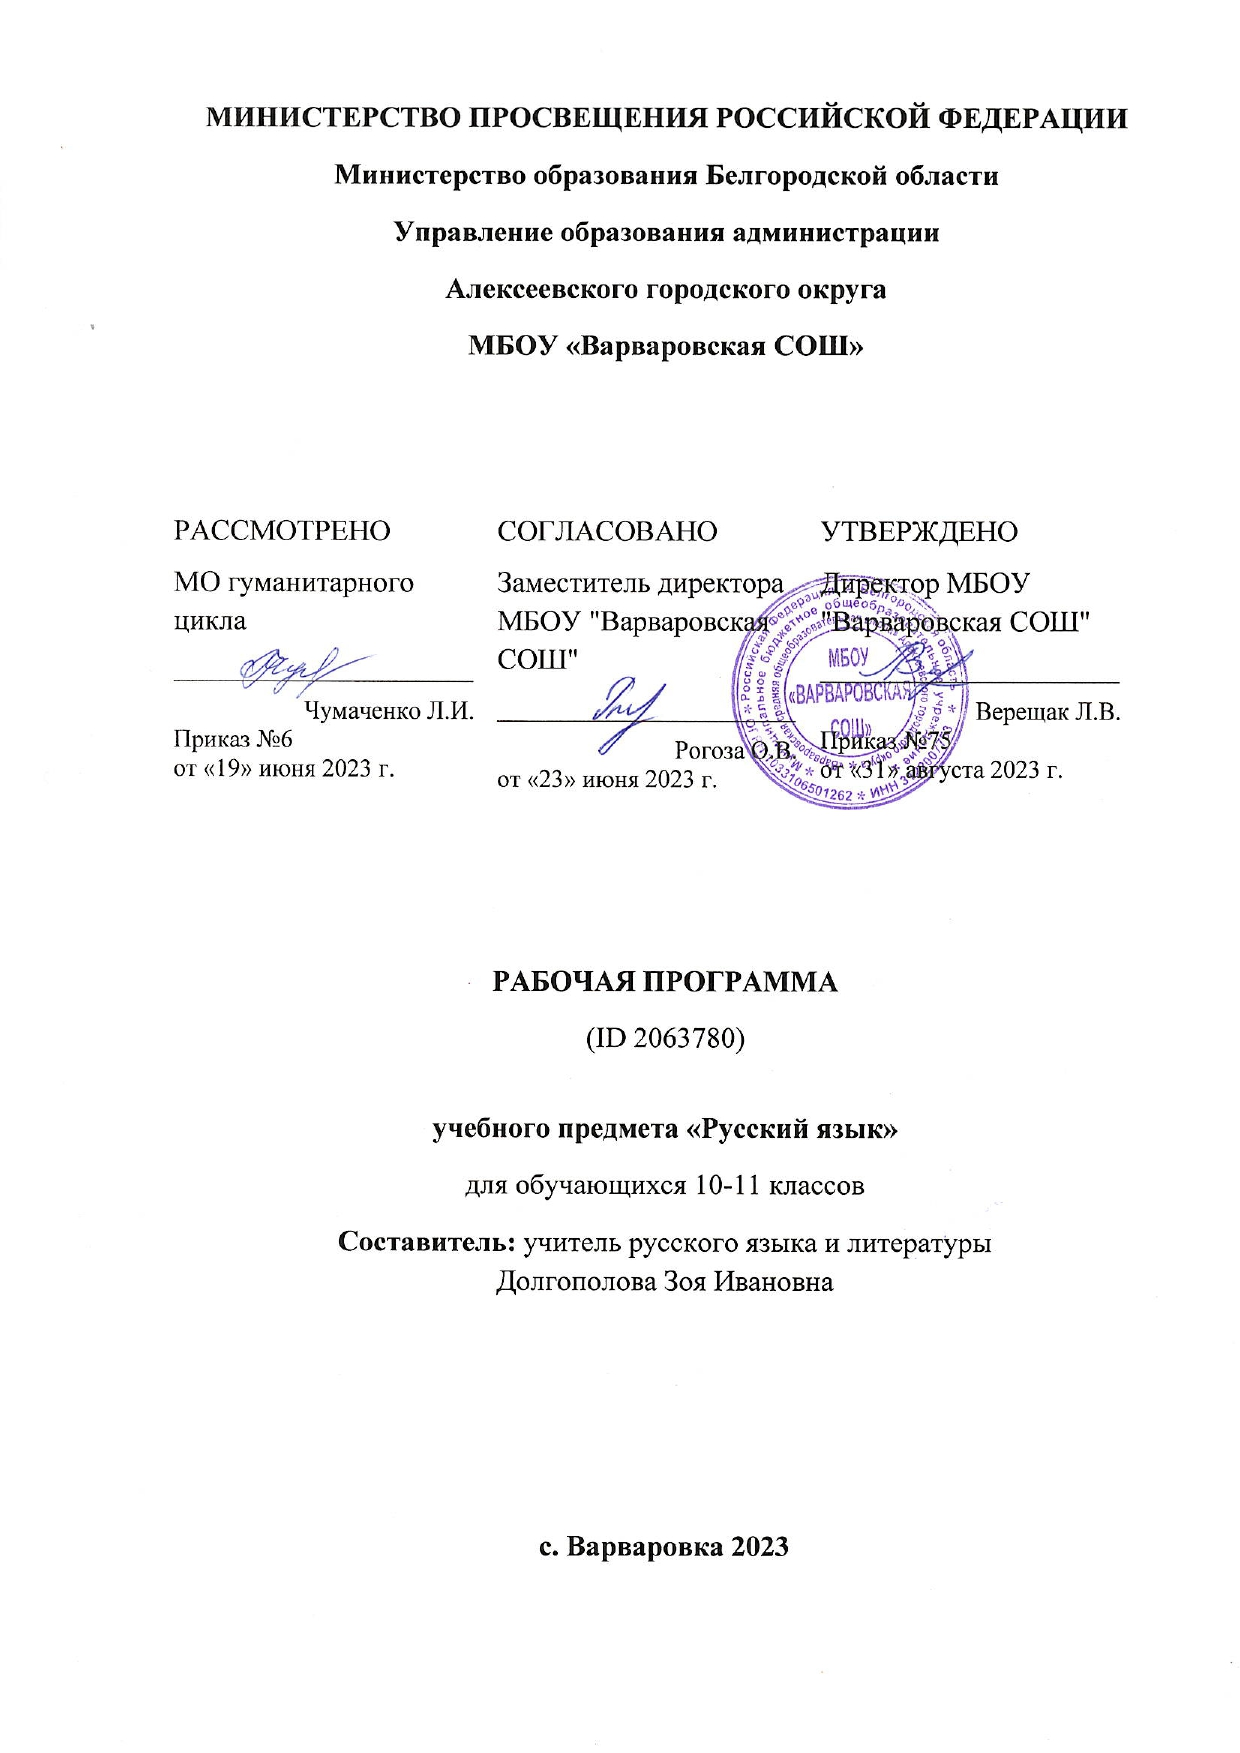 МИНИСТЕРСТВО ПРОСВЕЩЕНИЯ РОССИЙСКОЙ ФЕДЕРАЦИИ
Министерство образования Белгородской области
Управление образования администрации
Алексеевского городского округа
МБОУ «Варваровская СОШ»
РАССМОТРЕНО
МО гуманитарного
цикла
Чумаченко Л.И.
Приказ №6
от «19» июня 2023 г.
СОГЛАСОВАНО
Заместитель директора
МБОУ "Варваровская
СОШ"
Рогоза О.В.
от «23» июня 2023 г.
УТВЕРЖДЕНО
Директор МБОУ
"Варваровская СОШ"
Верещак Л.В.
Приказ №75
от «31» августа 2023 г.
МБОУ
«ВАРВАРОВСКАЯ
СОШ»
РАБОЧАЯ ПРОГРАММА
(ID 2063780)
учебного предмета «Русский язык»
для обучающихся 10-11 классов
Составитель: учитель русского языка и литературы
Долгополова Зоя Ивановна
с. Варваровка 2023